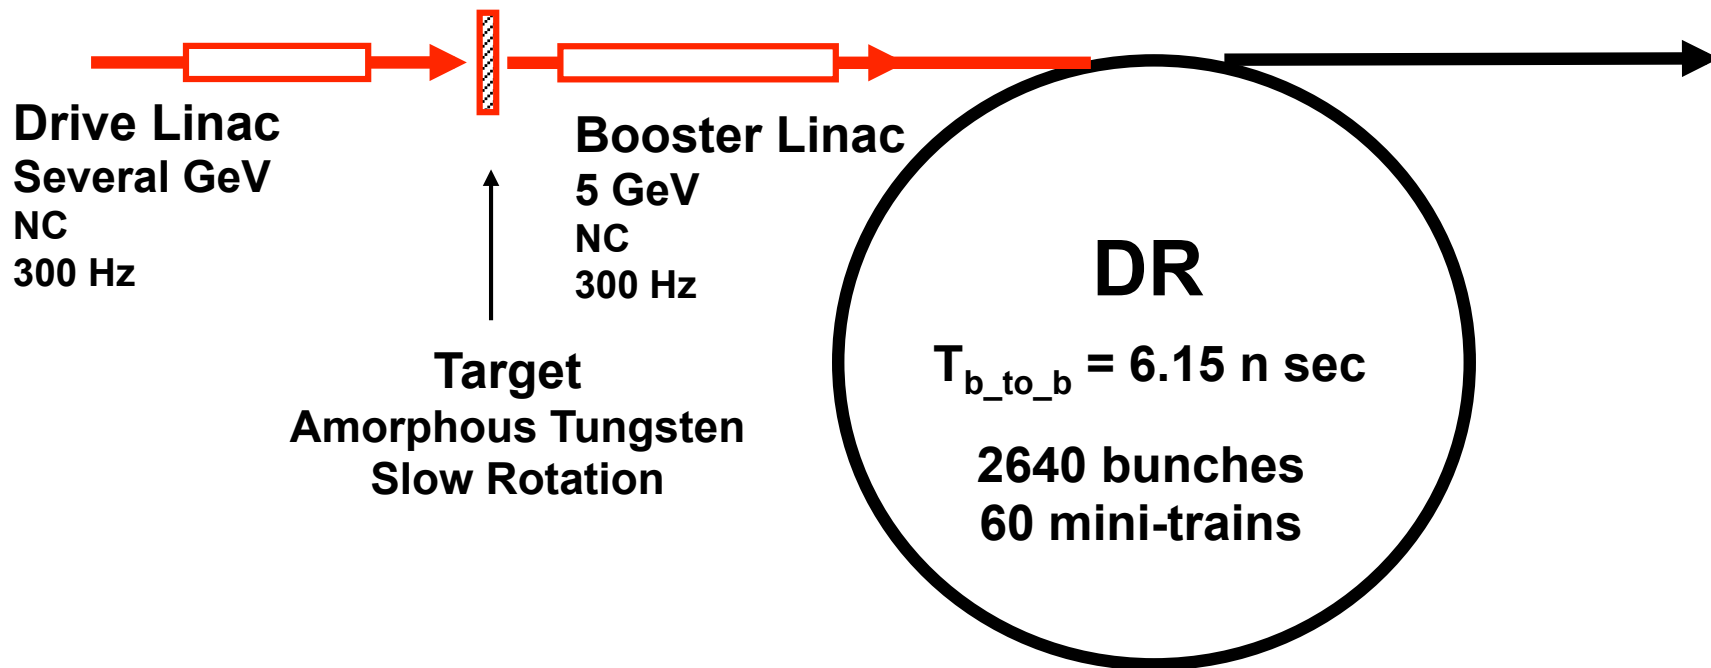 Drive Linac
Several GeV
NC
300 Hz
Target
Amorphous Tungsten
Slow Rotation
Booster Linac
5 GeV
NC
300 Hz
DR
T_b_to_b = 6.15 n sec
2640 bunches
60 mini-trains